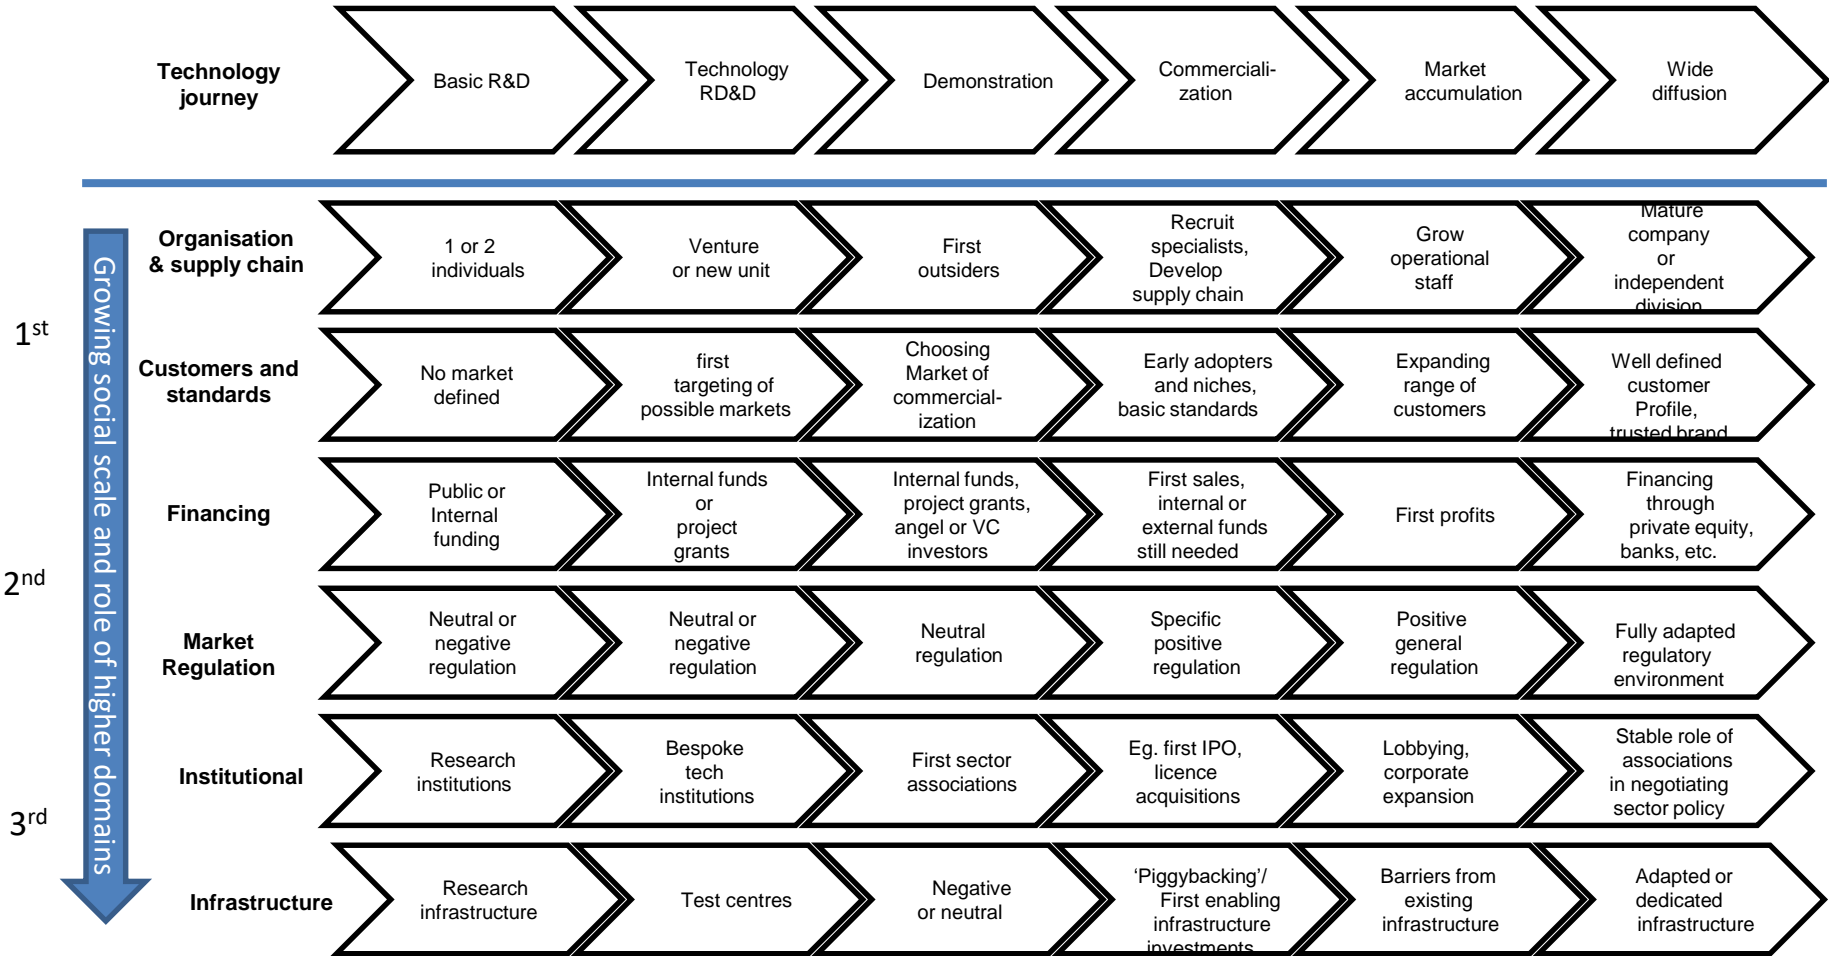 Technology
journey
Basic R&D
Technology
RD&D
Demonstration
Commerciali-
zation
Market
accumulation
Wide
diffusion
Growing social scale and role of higher domains
1st
2nd
3rd
Organisation
& supply chain
1 or 2
individuals
Venture
or new unit
First
outsiders
Recruit
specialists,
Develop
supply chain
Grow
operational
staff
Mature
company
or
independent
division
Customers and
standards
No market
defined
first
targeting of
possible markets
Choosing
Market of
commercial-
ization
Early adopters
and niches,
basic standards
Expanding
range of
customers
Well defined
customer
Profile,
trusted brand
Financing
Public or
Internal
funding
Internal funds
or
project
grants
Internal funds,
project grants,
angel or VC
investors
First sales,
internal or
external funds
still needed
First profits
Financing
through
private equity,
banks, etc.
Market
Regulation
Neutral or
negative
regulation
Neutral or
negative
regulation
Neutral
regulation
Specific
positive
regulation
Positive
general
regulation
Fully adapted
regulatory
environment
Institutional
Research
institutions
Bespoke
tech
institutions
First sector
associations
Eg. first IPO,
licence
acquisitions
Lobbying,
corporate
expansion
Stable role of
associations
in negotiating
sector policy
Infrastructure
Research
infrastructure
Test centres
Negative
or neutral
‘Piggybacking’/
First enabling
infrastructure
investments
Barriers from
existing
infrastructure
Adapted or
dedicated
infrastructure